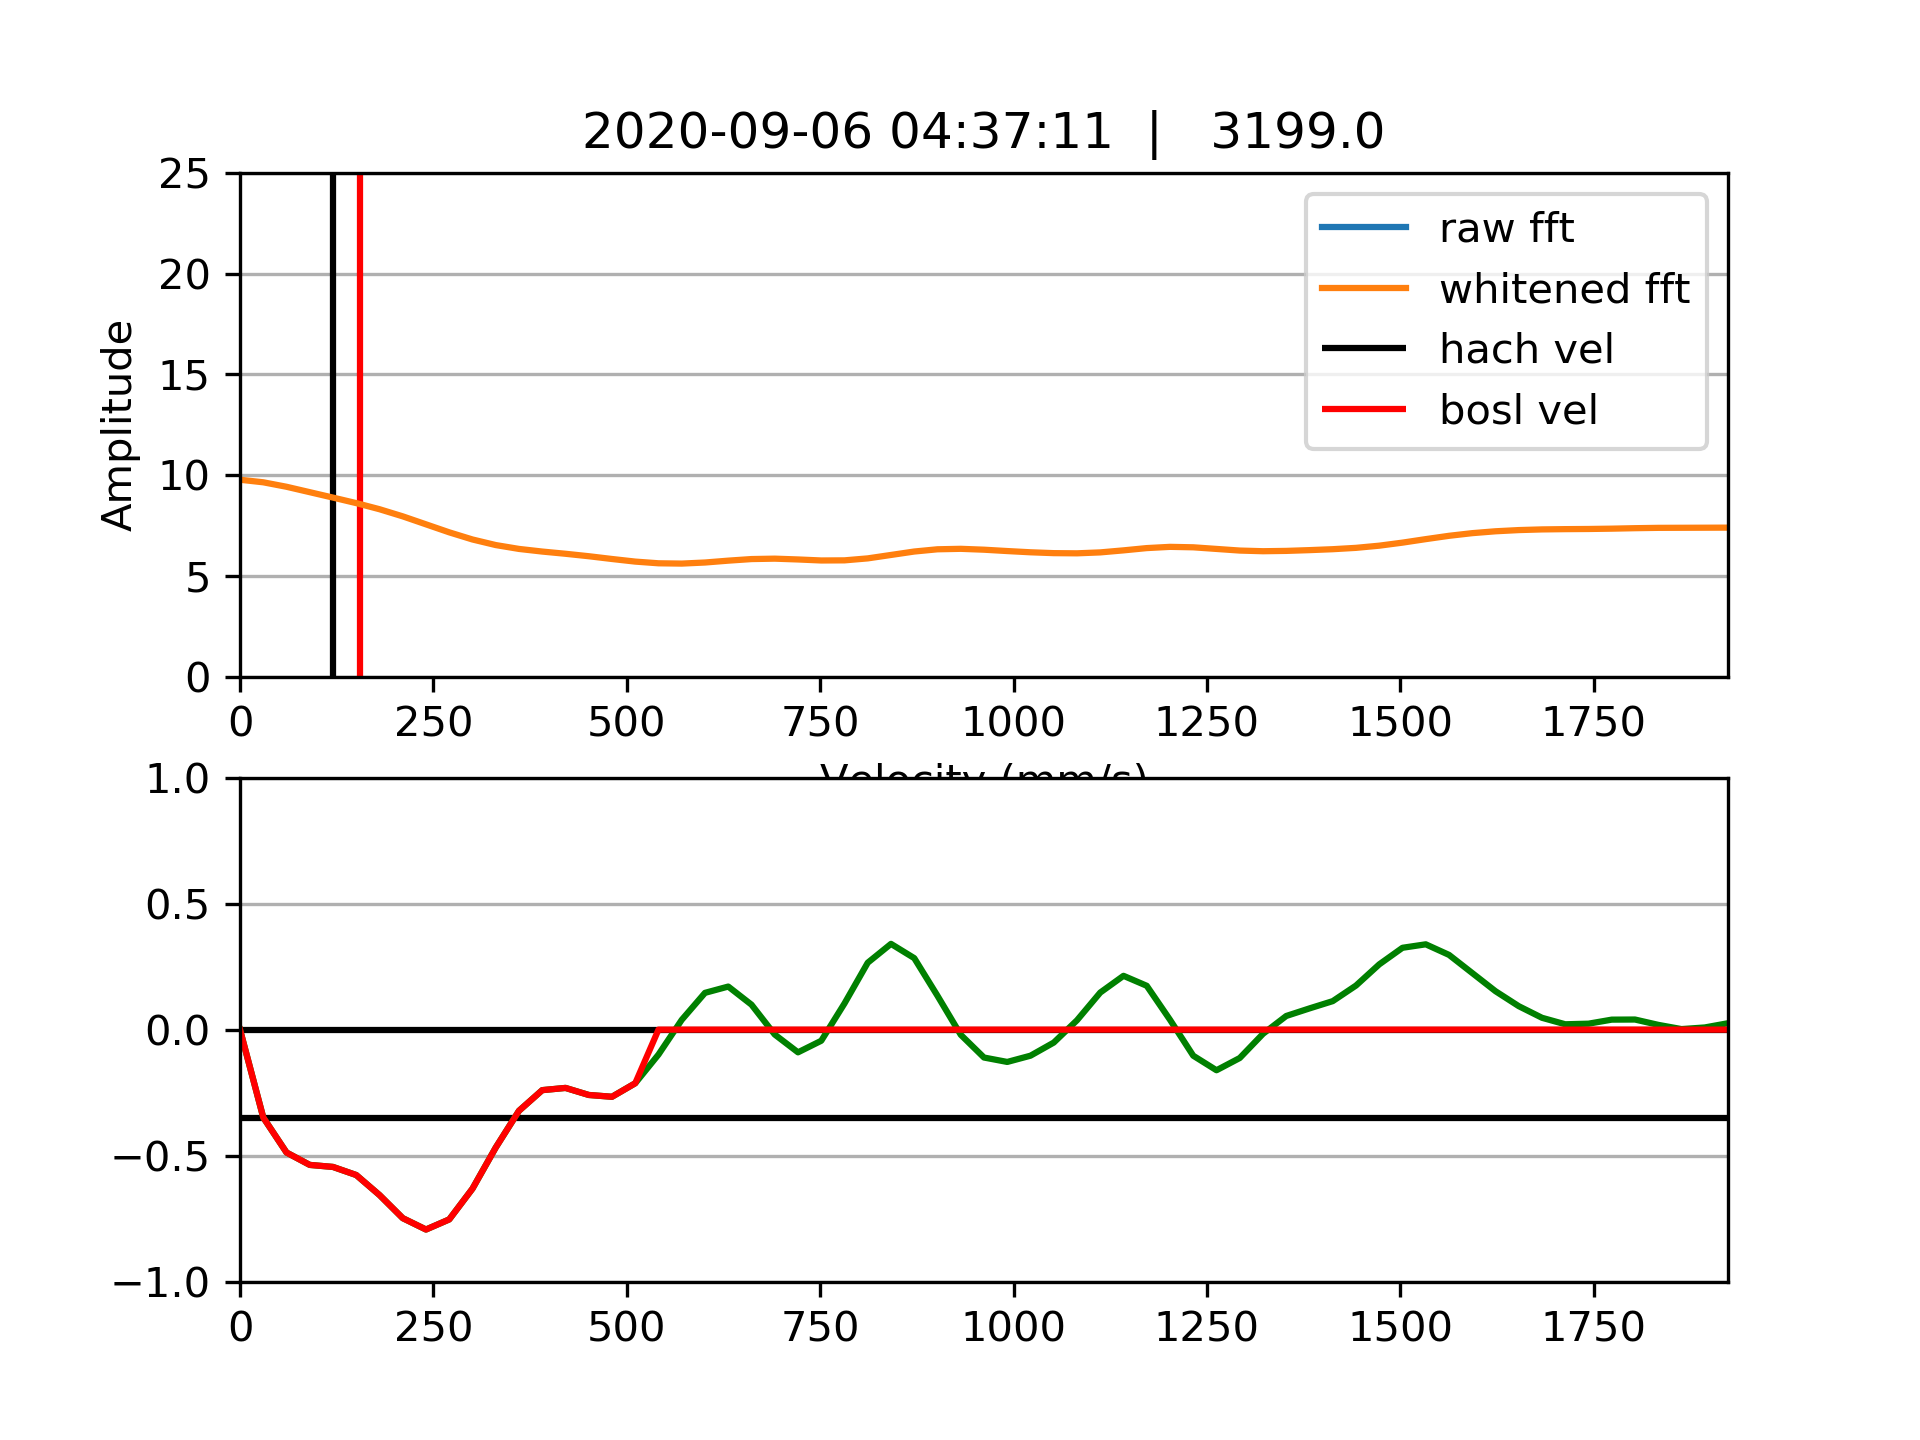 2020-09-06 04:37:11 | 3199.0
25
20
15
10
5
0
Amplitude
raw fft
whitened fft
hach vel
bosl vel
0 250 500 750 1000 1250 1500 1750
Velocity (mm/s)
1.0
0.5
0.0
−0.5
−1.0
0 250 500 750 1000 1250 1500 1750